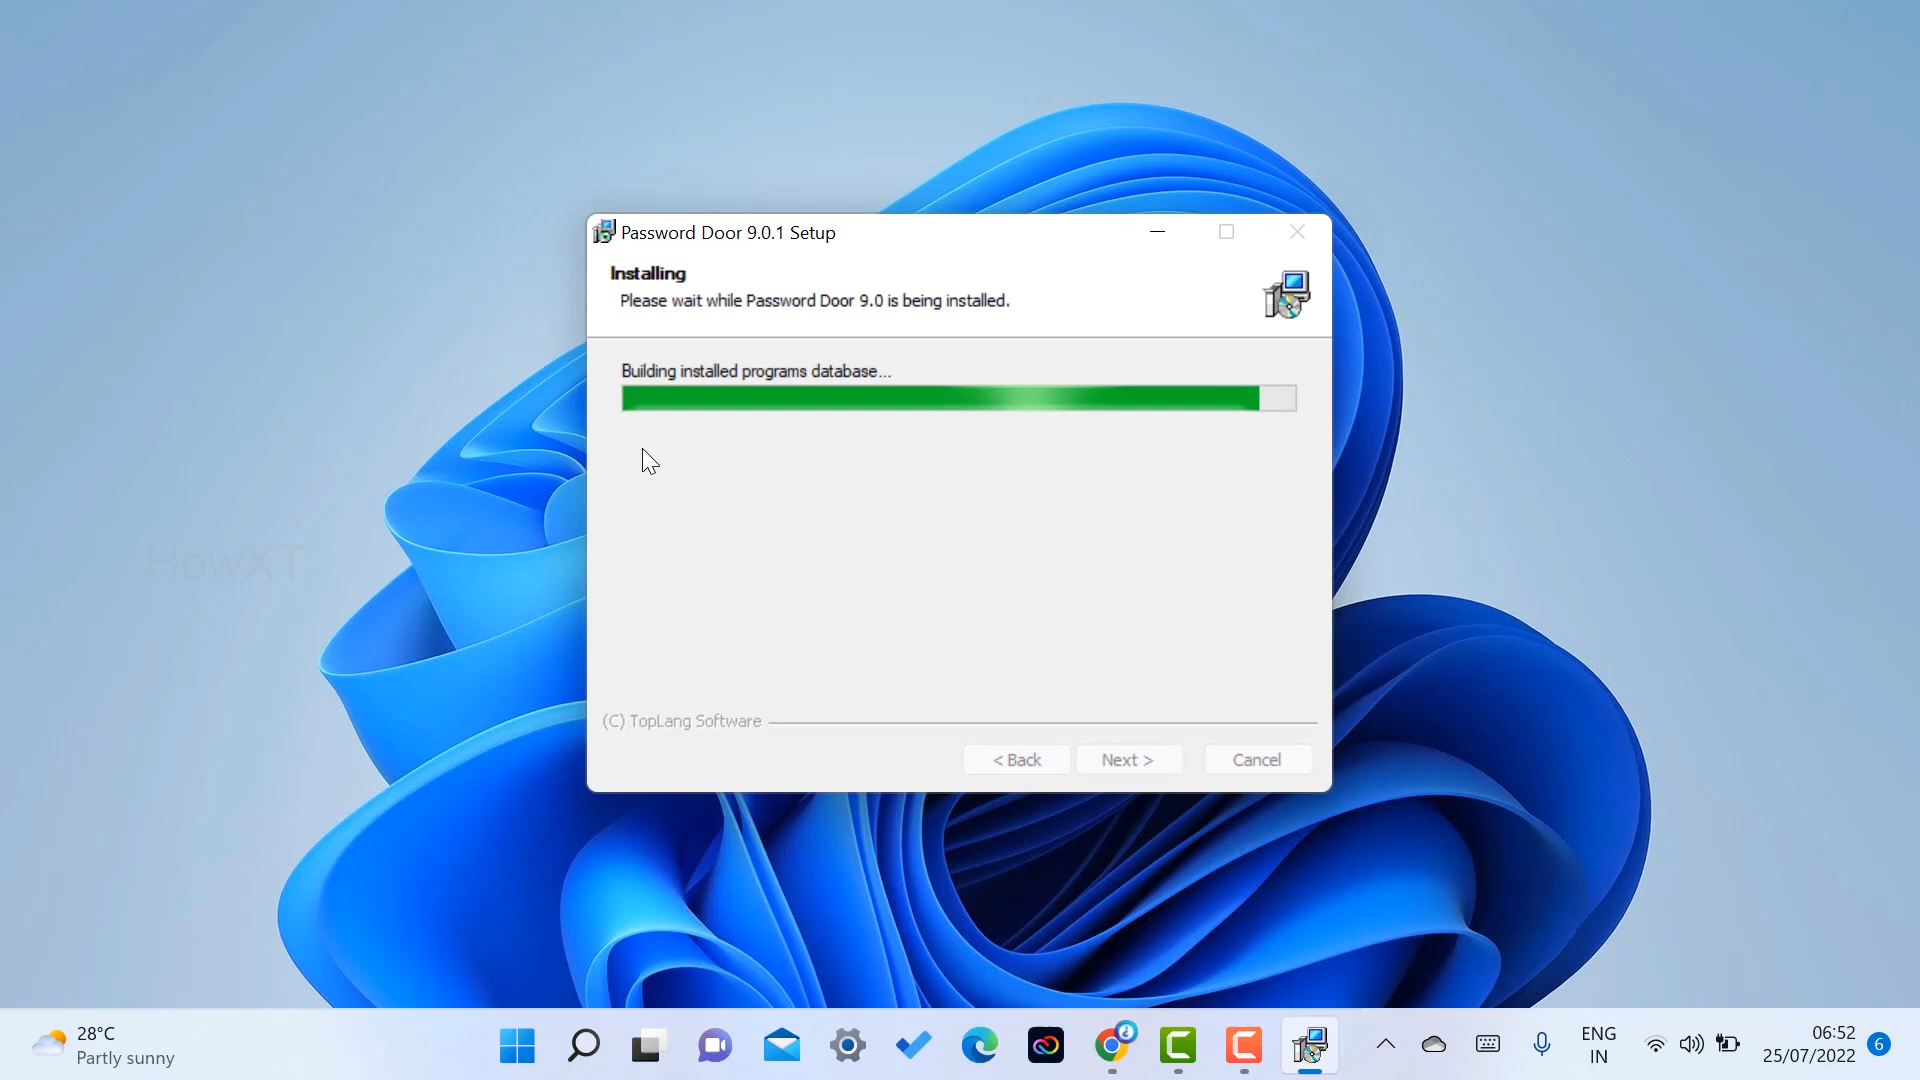 Password Door 9.0.1 Setup
Installing
Please wait while Password Door 9.0 is being installed.
Building installed programs database...
HowXT
(C) TopLang Software
< Back
Next >
Cancel
28°C
Partly sunny
ENG
IN
06:52
25/07/2022
6